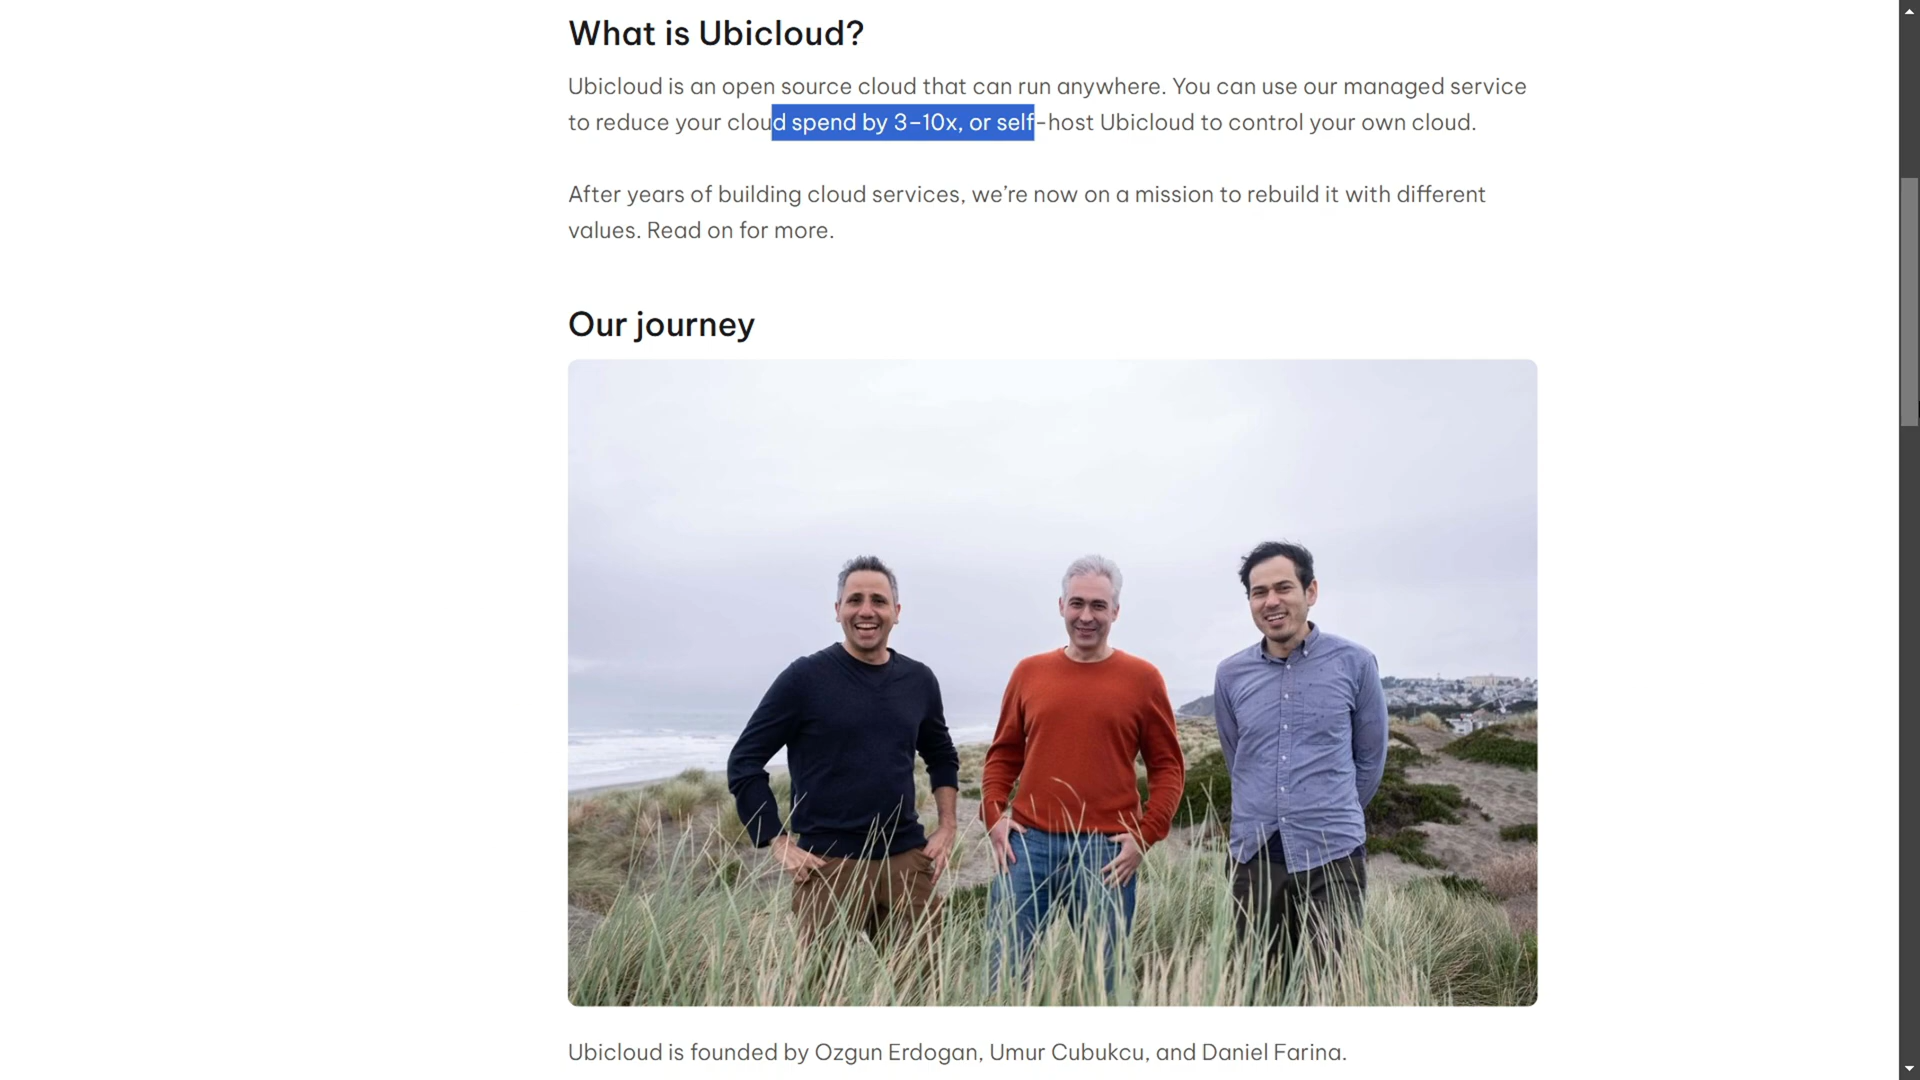 What is Ubicloud?
Ubicloud is an open source cloud that can run anywhere. You can use our managed service
to reduce your cloud spend by 3–10x, or self-host Ubicloud to control your own cloud.
After years of building cloud services, we’re now on a mission to rebuild it with different
values. Read on for more.
Our journey
Ubicloud is founded by Ozgun Erdogan, Umur Cubukcu, and Daniel Farina.